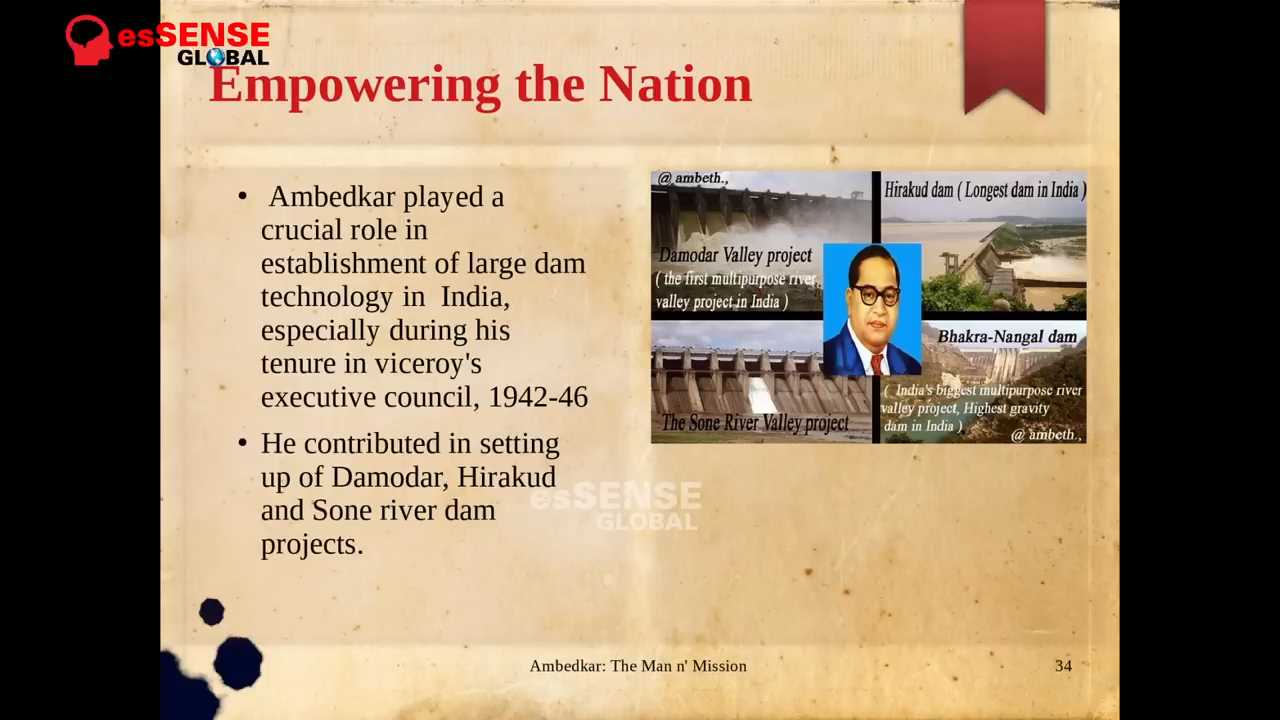 esSENSE
GLOBAL
Empowering the Nation
• Ambedkar played a
crucial role in
establishment of large dam
technology in India,
especially during his
tenure in viceroy's
executive council, 1942-46
• He contributed in setting
up of Damodar, Hirakud
and Sone river dam
projects.
@ ambeth.,
Damodar Valley project
( the first multipurpose river
valley project in India )
Hirakud dam ( Longest dam in India )
The Sone River Valley project
Bhakra-Nangal dam
( India's biggest multipurpose river
valley project, Highest gravity
dam in India )
@ ambeth.,
esSENSE
GLOBAL
Ambedkar: The Man n' Mission
34